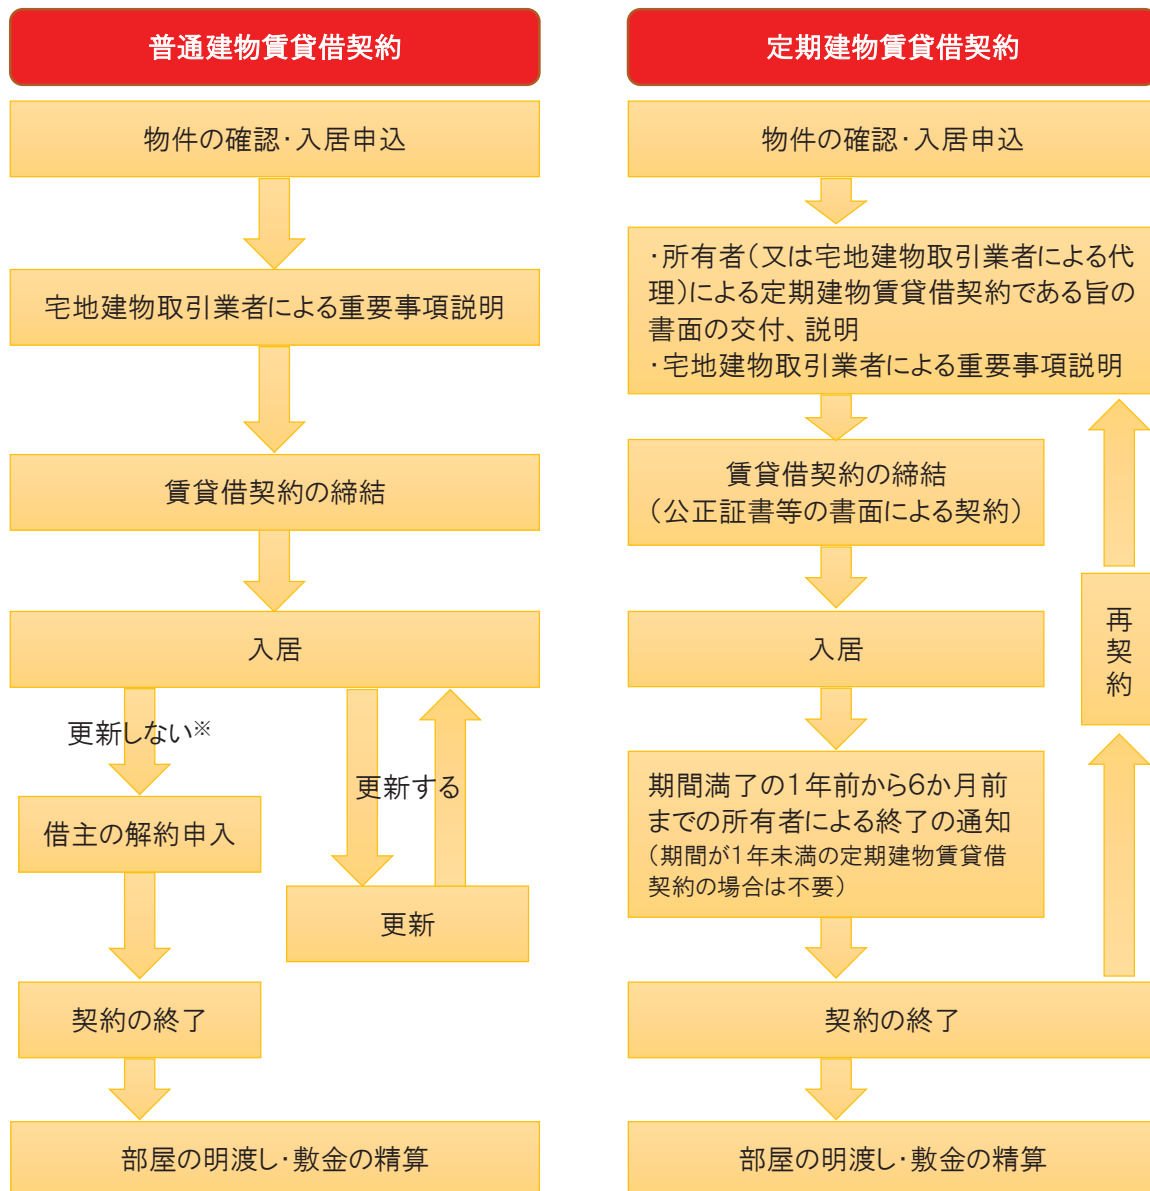 普通建物賃貸借契約
物件の確認・入居申込
宅地建物取引業者による重要事項説明
賃貸借契約の締結
入居
更新しない※
更新する
借主の解約申入
更新
契約の終了
部屋の明渡し・敷金の精算
定期建物賃貸借契約
物件の確認・入居申込
・所有者（又は宅地建物取引業者による代
理）による定期建物賃貸借契約である旨の
書面の交付、説明
・宅地建物取引業者による重要事項説明
賃貸借契約の締結
（公正証書等の書面による契約）
入居
再契約
期間満了の1年前から6か月前
までの所有者による終了の通知
（期間が1年未満の定期建物賃貸借
契約の場合は不要）
契約の終了
部屋の明渡し・敷金の精算